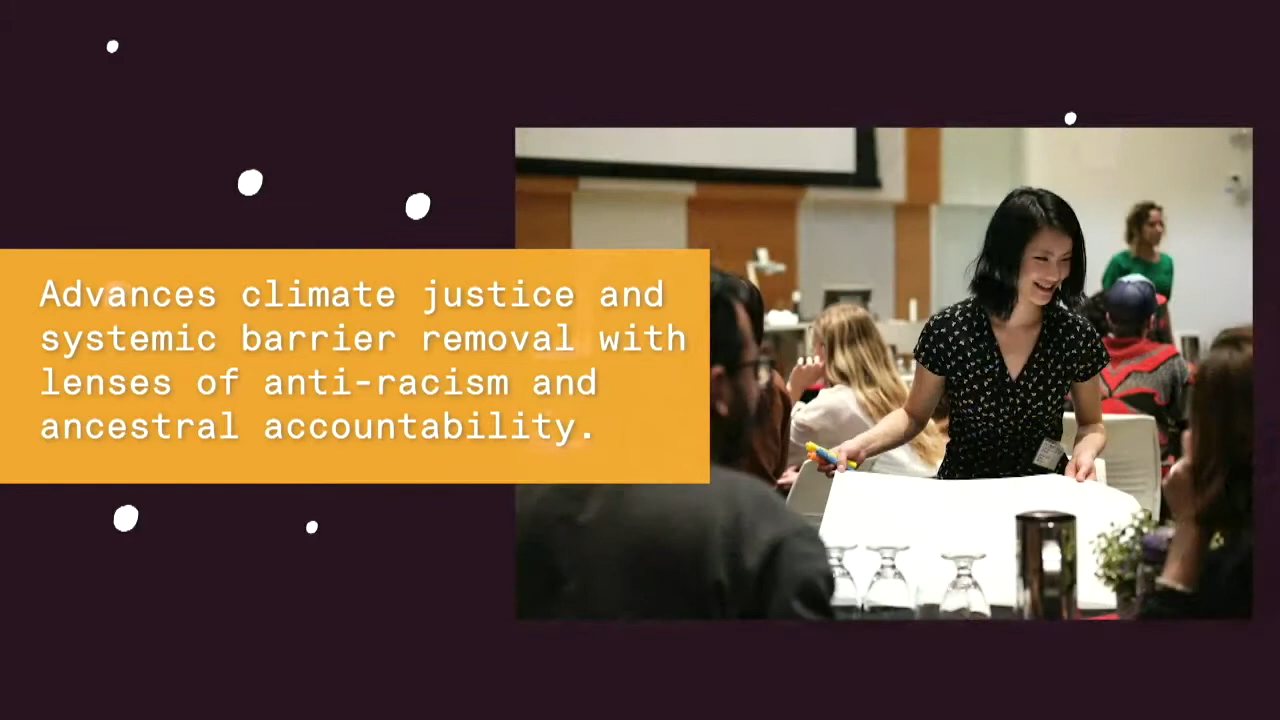 Advances climate justice and
systemic barrier removal with
lenses of anti-racism and
ancestral accountability.